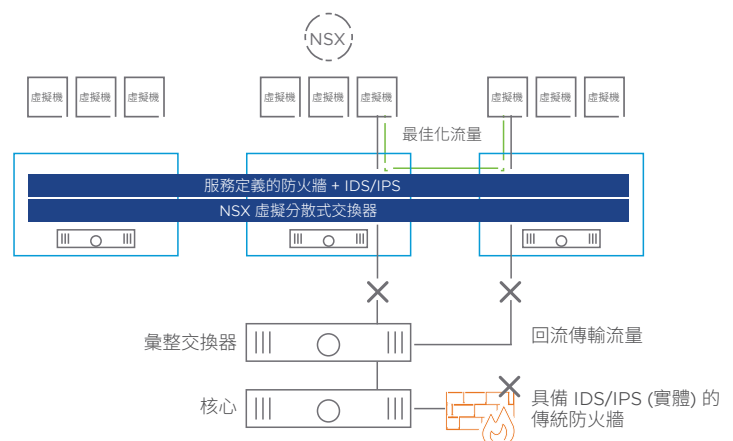 NSX
虛擬機 虛擬機 虛擬機 虛擬機 虛擬機 虛擬機 虛擬機 虛擬機 虛擬機
最佳化流量
服務定義的防火牆 + IDS/IPS
NSX 虛擬分散式交換器
彙整交換器
回流傳輸流量
核心
具備 IDS/IPS (實體) 的
傳統防火牆